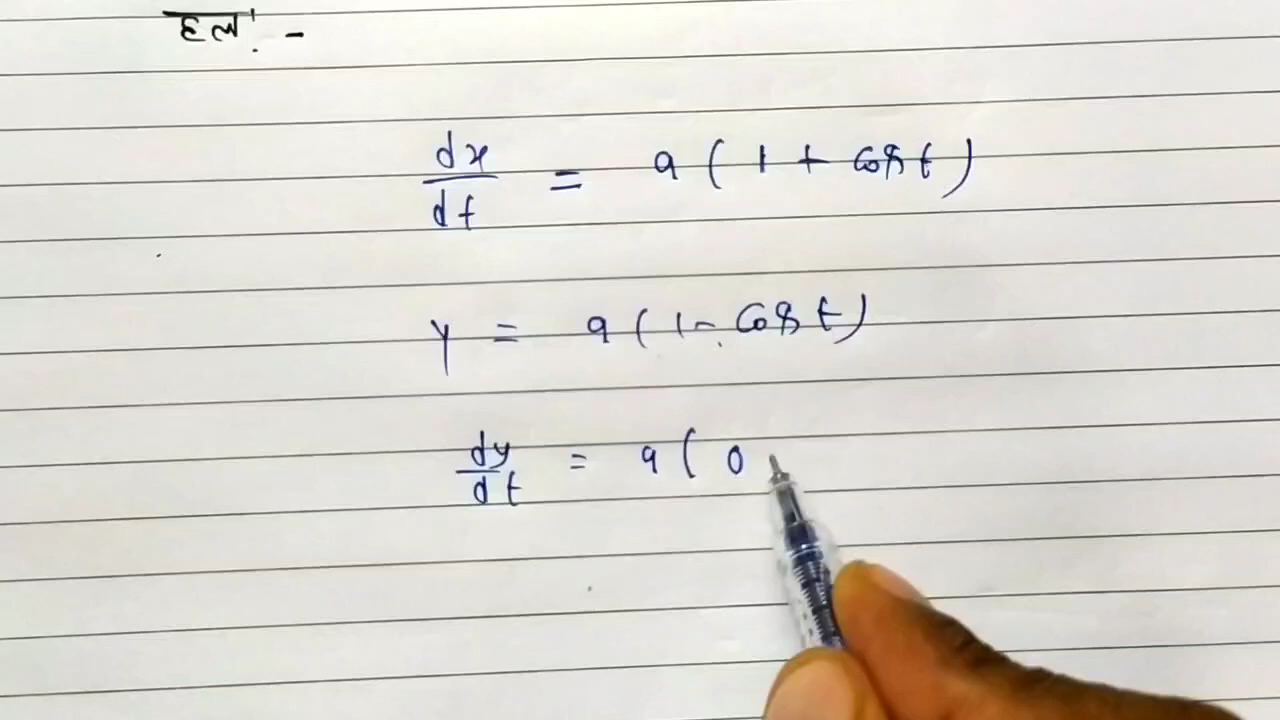 हल :-
dx/dt = a ( 1 + Cos t )
y = a ( 1 - Cos t )
dy/dt = a ( 0